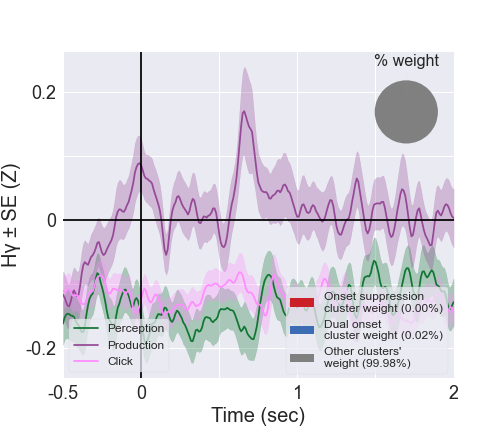 % weight
Hγ ± SE (Z)
0.2
0
-0.2
Perception
Production
Click
Onset suppression
cluster weight (0.00%)
Dual onset
cluster weight (0.02%)
Other clusters'
weight (99.98%)
-0.5 0 1 2
Time (sec)